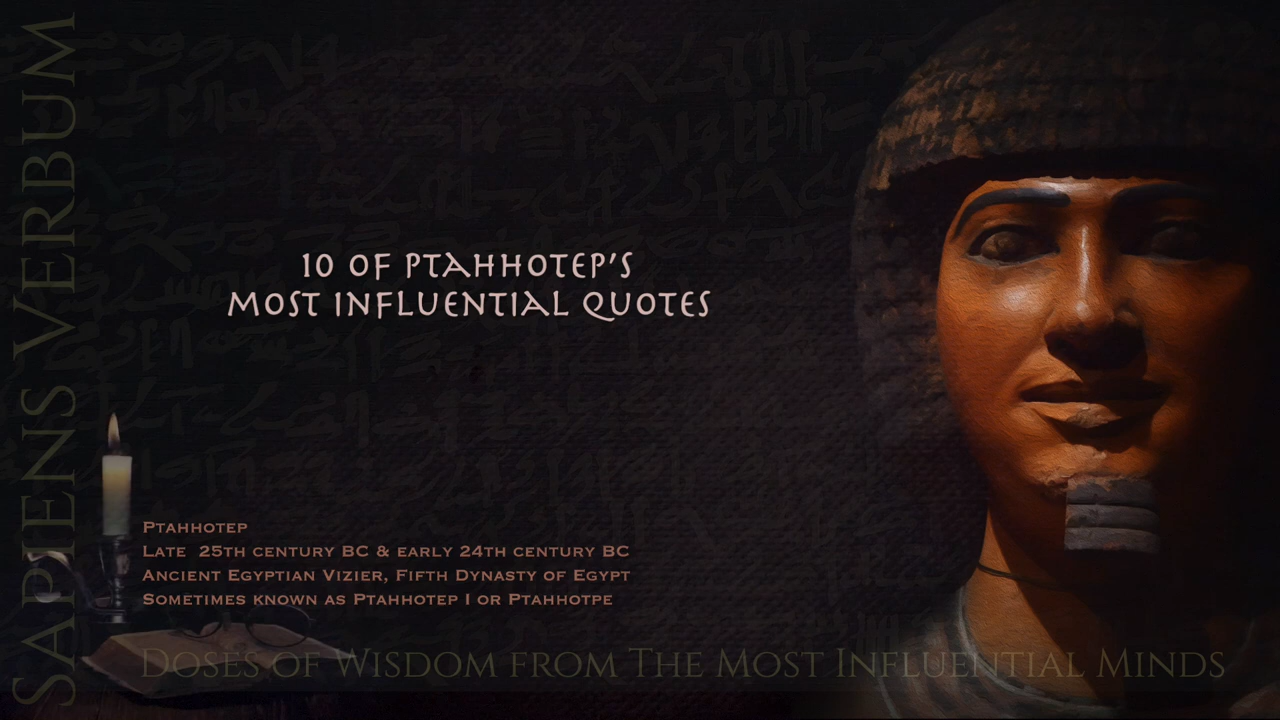 SAPIENS VERBUM
10 OF PTAHHOTEP'S
MOST INFLUENTIAL QUOTES
PTAHHOTEP
LATE 25TH CENTURY BC & EARLY 24TH CENTURY BC
ANCIENT EGYPTIAN VIZIER, FIFTH DYNASTY OF EGYPT
SOMETIMES KNOWN AS PTAHHOTEP I OR PTAHHOTPE
DOSES OF WISDOM FROM THE MOST INFLUENTIAL MINDS